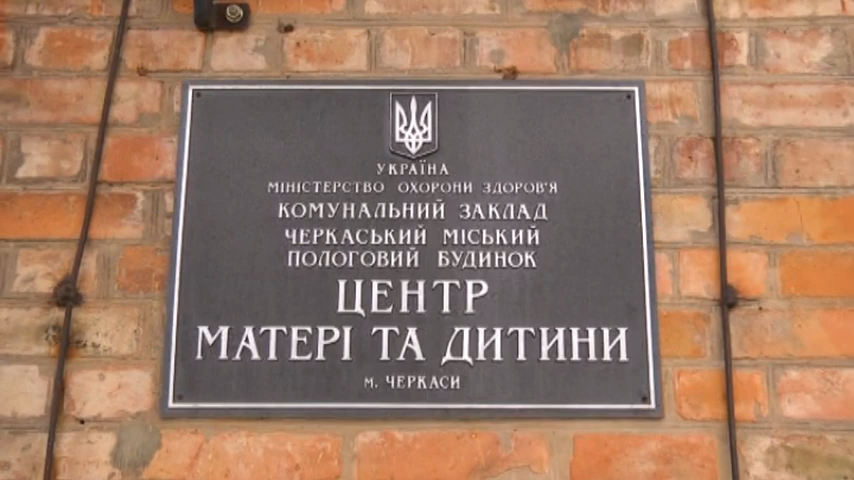 УКРАЇНА
МІНІСТЕРСТВО ОХОРОНИ ЗДОРОВ'Я
КОМУНАЛЬНИЙ ЗАКЛАД
ЧЕРКАСЬКИЙ МІСЬКИЙ
ПОЛОГОВИЙ БУДИНОК
ЦЕНТР
МАТЕРІ ТА ДИТИНИ
м. ЧЕРКАСИ